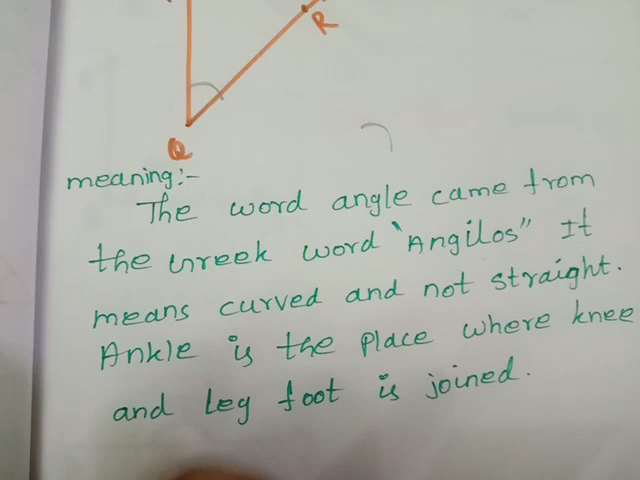 R
Q
meaning:-
The word angle came from
the Greek word "Angilos" It
means curved and not straight.
Ankle is the place where knee
and Leg foot is joined.